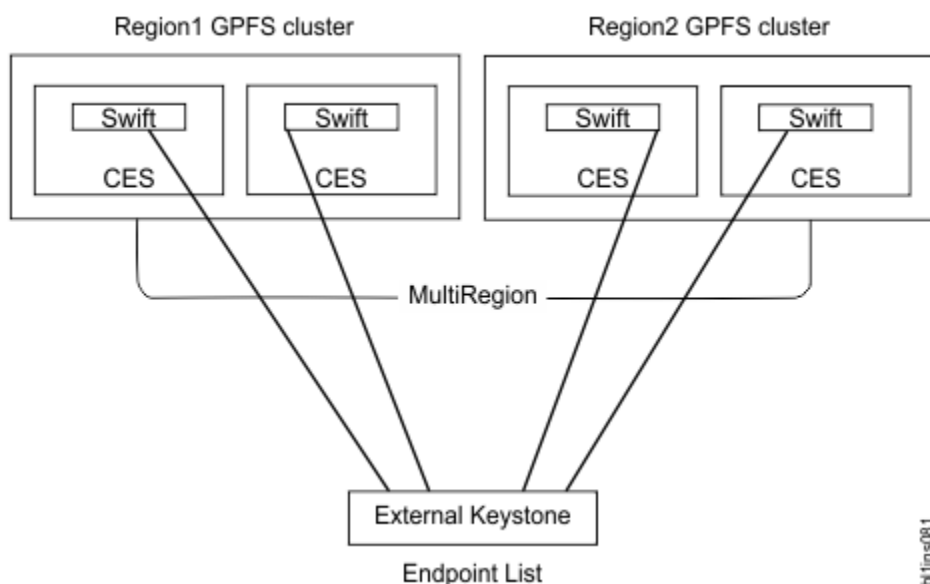 Region1 GPFS cluster
Region2 GPFS cluster
Swift
Swift
Swift
Swift
CES
CES
CES
CES
MultiRegion
External Keystone
Endpoint List